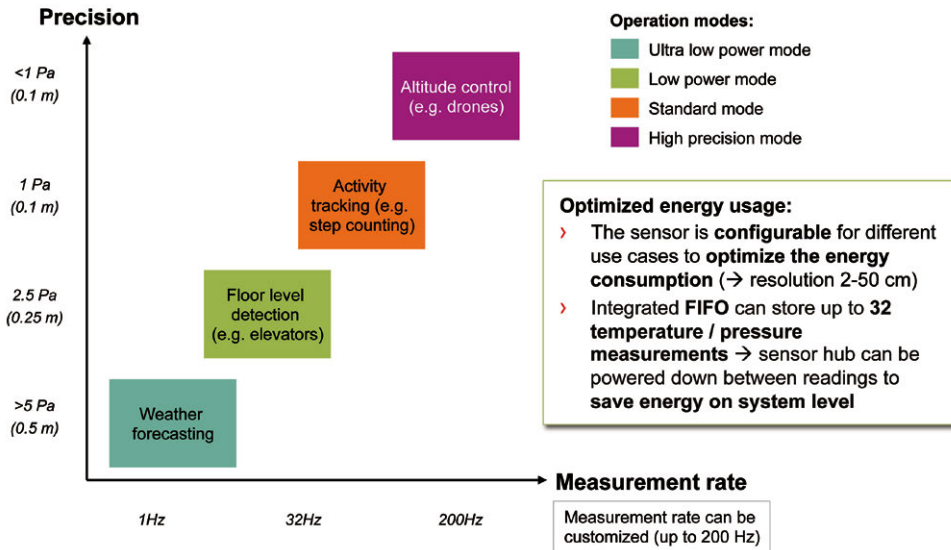 Precision
<1 Pa
(0.1 m)
1 Pa
(0.1 m)
2.5 Pa
(0.25 m)
>5 Pa
(0.5 m)
Altitude control
(e.g. drones)
Activity
tracking (e.g.
step counting)
Floor level
detection
(e.g. elevators)
Weather
forecasting
1Hz
32Hz
200Hz
Measurement rate
Measurement rate can be
customized (up to 200 Hz)
Operation modes:
Ultra low power mode
Low power mode
Standard mode
High precision mode
Optimized energy usage:
› The sensor is configurable for different
use cases to optimize the energy
consumption (→ resolution 2-50 cm)
› Integrated FIFO can store up to 32
temperature / pressure
measurements → sensor hub can be
powered down between readings to
save energy on system level